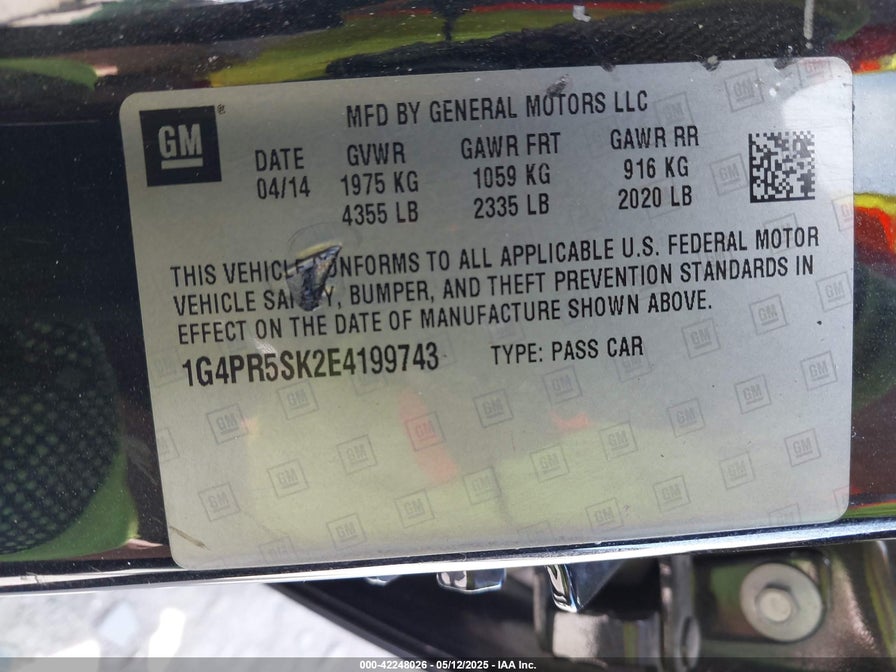 GM®
MFD BY GENERAL MOTORS LLC
DATE GVWR GAWR FRT GAWR RR
04/14 1975 KG 1059 KG 916 KG
4355 LB 2335 LB 2020 LB
THIS VEHICLE CONFORMS TO ALL APPLICABLE U.S. FEDERAL MOTOR
VEHICLE SAFETY, BUMPER, AND THEFT PREVENTION STANDARDS IN
EFFECT ON THE DATE OF MANUFACTURE SHOWN ABOVE.
1G4PR5SK2E4199743 TYPE: PASS CAR
000-42248026 - 05/12/2025 - IAA Inc.